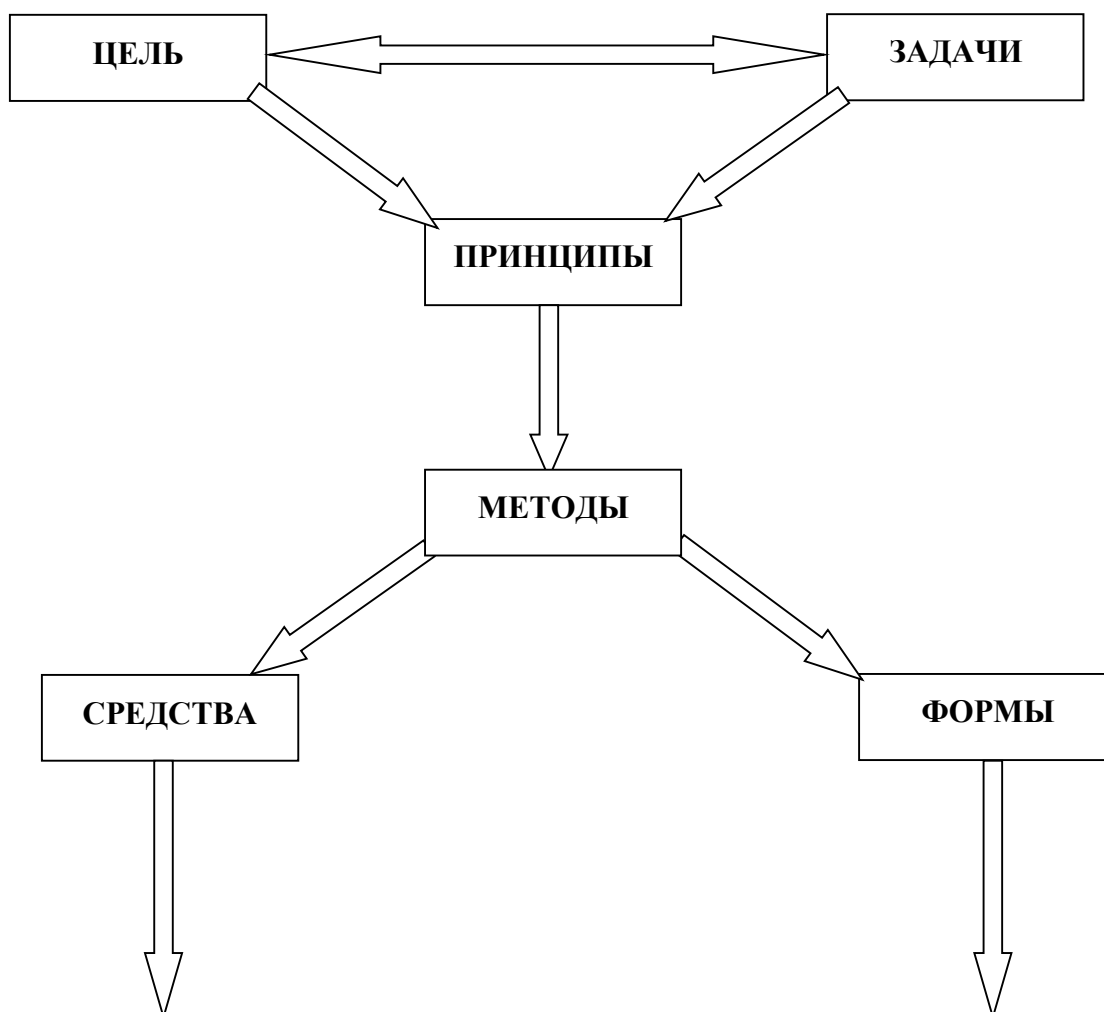 ЦЕЛЬ
ЗАДАЧИ
ПРИНЦИПЫ
МЕТОДЫ
СРЕДСТВА
ФОРМЫ